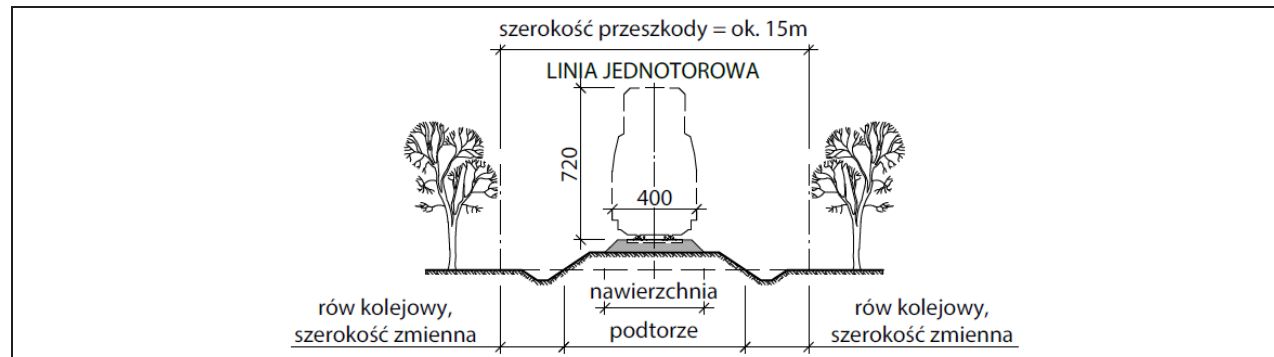 szerokość przeszkody = ok. 15m
LINIA JEDNOTOROWA
720
400
nawierzchnia
rów kolejowy,
szerokość zmienna
podtorze
rów kolejowy,
szerokość zmienna